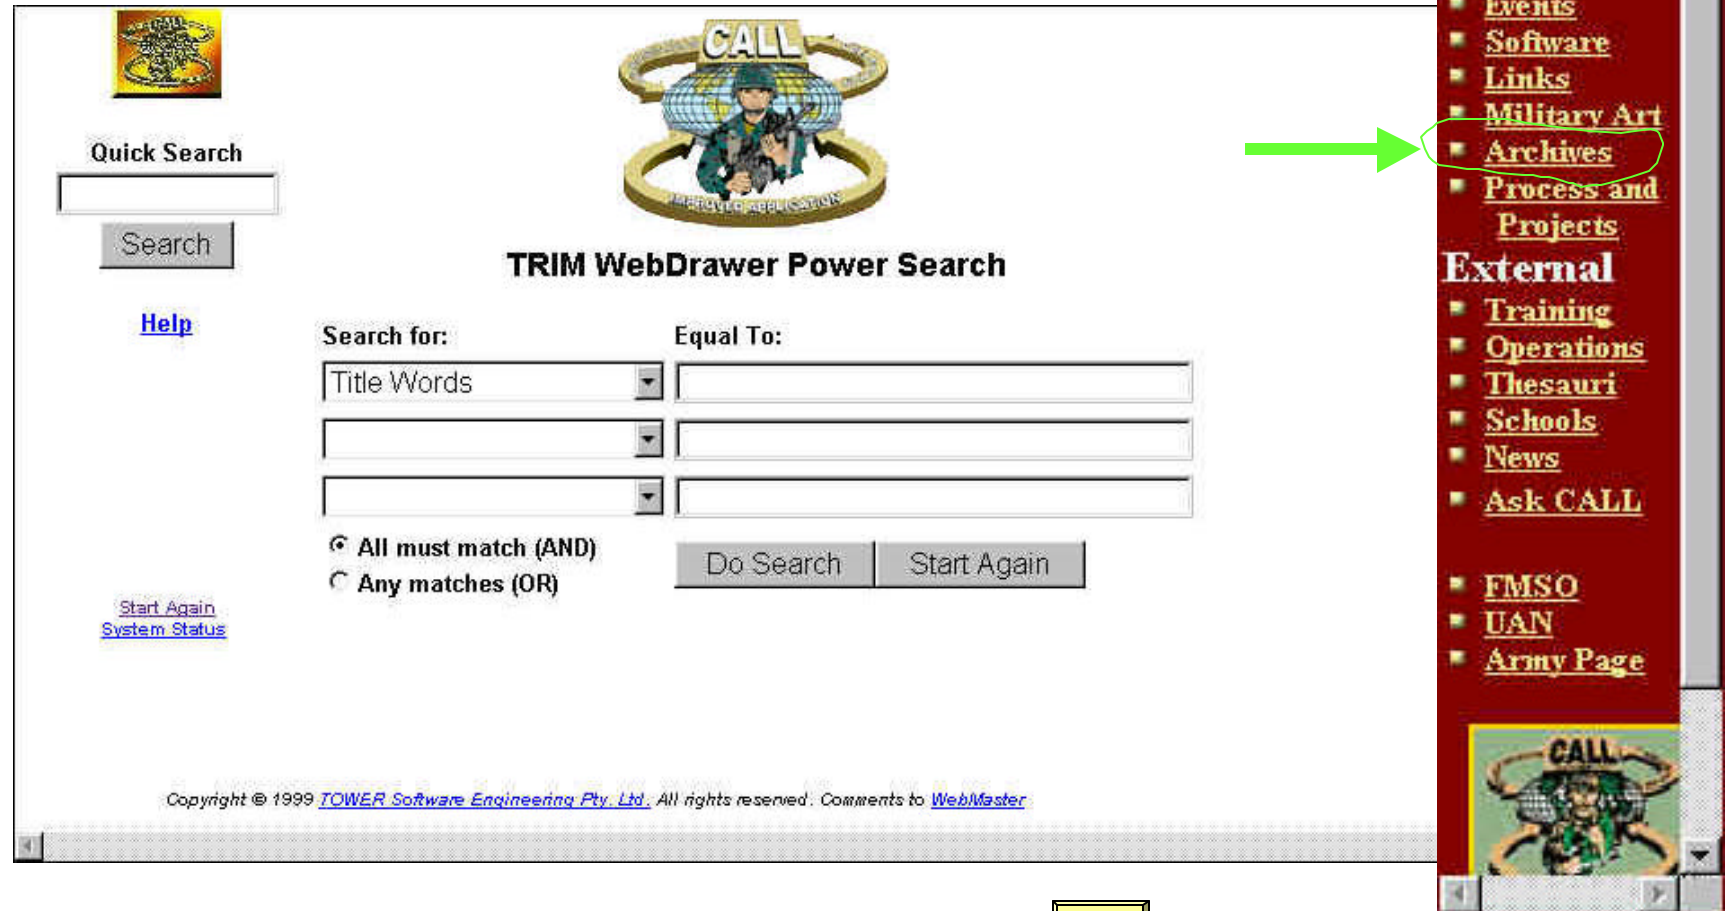 CALL
IMPROVED APPLICATION
Quick Search
Search
Help
TRIM WebDrawer Power Search
Search for:
Equal To:
Title Words
All must match (AND)
Any matches (OR)
Do Search
Start Again
Start Again
System Status
Copyright © 1999 TOWER Software Engineering Pty. Ltd. All rights reserved. Comments to WebMaster
Events
Software
Links
Military Art
Archives
Process and
Projects
External
Training
Operations
Thesauri
Schools
News
Ask CALL
FMSO
UAN
Army Page
CALL